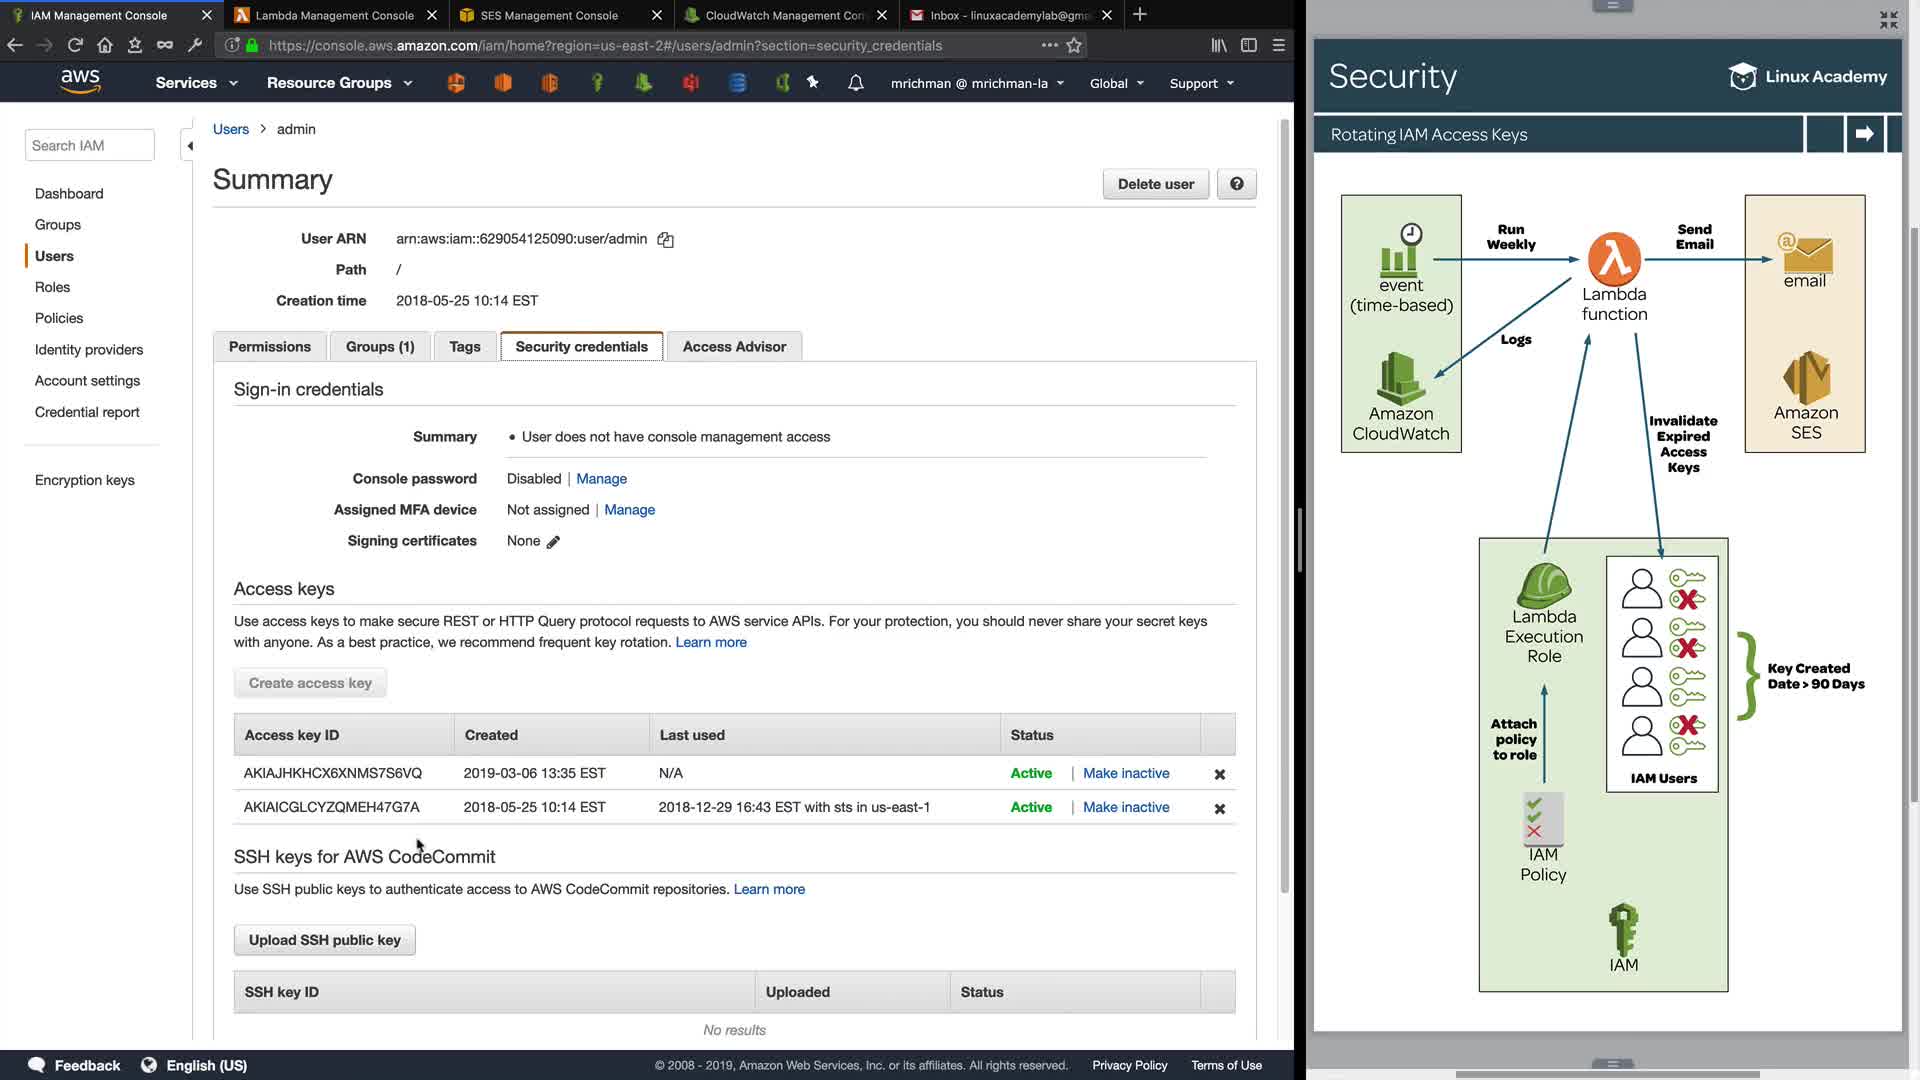 IAM Management Console
Lambda Management Console
SES Management Console
CloudWatch Management Con
Inbox - linuxacademylab@gma
https://console.aws.amazon.com/iam/home?region=us-east-2#/users/admin?section=security_credentials
aws
Services
Resource Groups
mrichman @ mrichman-la
Global
Support
Search IAM
Dashboard
Groups
Users
Roles
Policies
Identity providers
Account settings
Credential report
Encryption keys
Users > admin
Summary
Delete user
User ARN arn:aws:iam::629054125090:user/admin
Path /
Creation time 2018-05-25 10:14 EST
Permissions
Groups (1)
Tags
Security credentials
Access Advisor
Sign-in credentials
Summary • User does not have console management access
Console password Disabled | Manage
Assigned MFA device Not assigned | Manage
Signing certificates None
Access keys
Use access keys to make secure REST or HTTP Query protocol requests to AWS service APIs. For your protection, you should never share your secret keys
with anyone. As a best practice, we recommend frequent key rotation. Learn more
Create access key
Access key ID Created Last used Status
AKIAJHKHCX6XNMS7S6VQ 2019-03-06 13:35 EST N/A Active | Make inactive
AKIAICGLCYZQMEH47G7A 2018-05-25 10:14 EST 2018-12-29 16:43 EST with sts in us-east-1 Active | Make inactive
SSH keys for AWS CodeCommit
Use SSH public keys to authenticate access to AWS CodeCommit repositories. Learn more
Upload SSH public key
SSH key ID Uploaded Status
No results
Feedback
English (US)
© 2008 - 2019, Amazon Web Services, Inc. or its affiliates. All rights reserved.
Privacy Policy
Terms of Use
Security
Linux Academy
Rotating IAM Access Keys
event
(time-based)
Run
Weekly
Lambda
function
Send
Email
email
Logs
Amazon
CloudWatch
Amazon
SES
Invalidate
Expired
Access
Keys
Lambda
Execution
Role
Key Created
Date > 90 Days
Attach
policy
to role
IAM Users
IAM
Policy
IAM